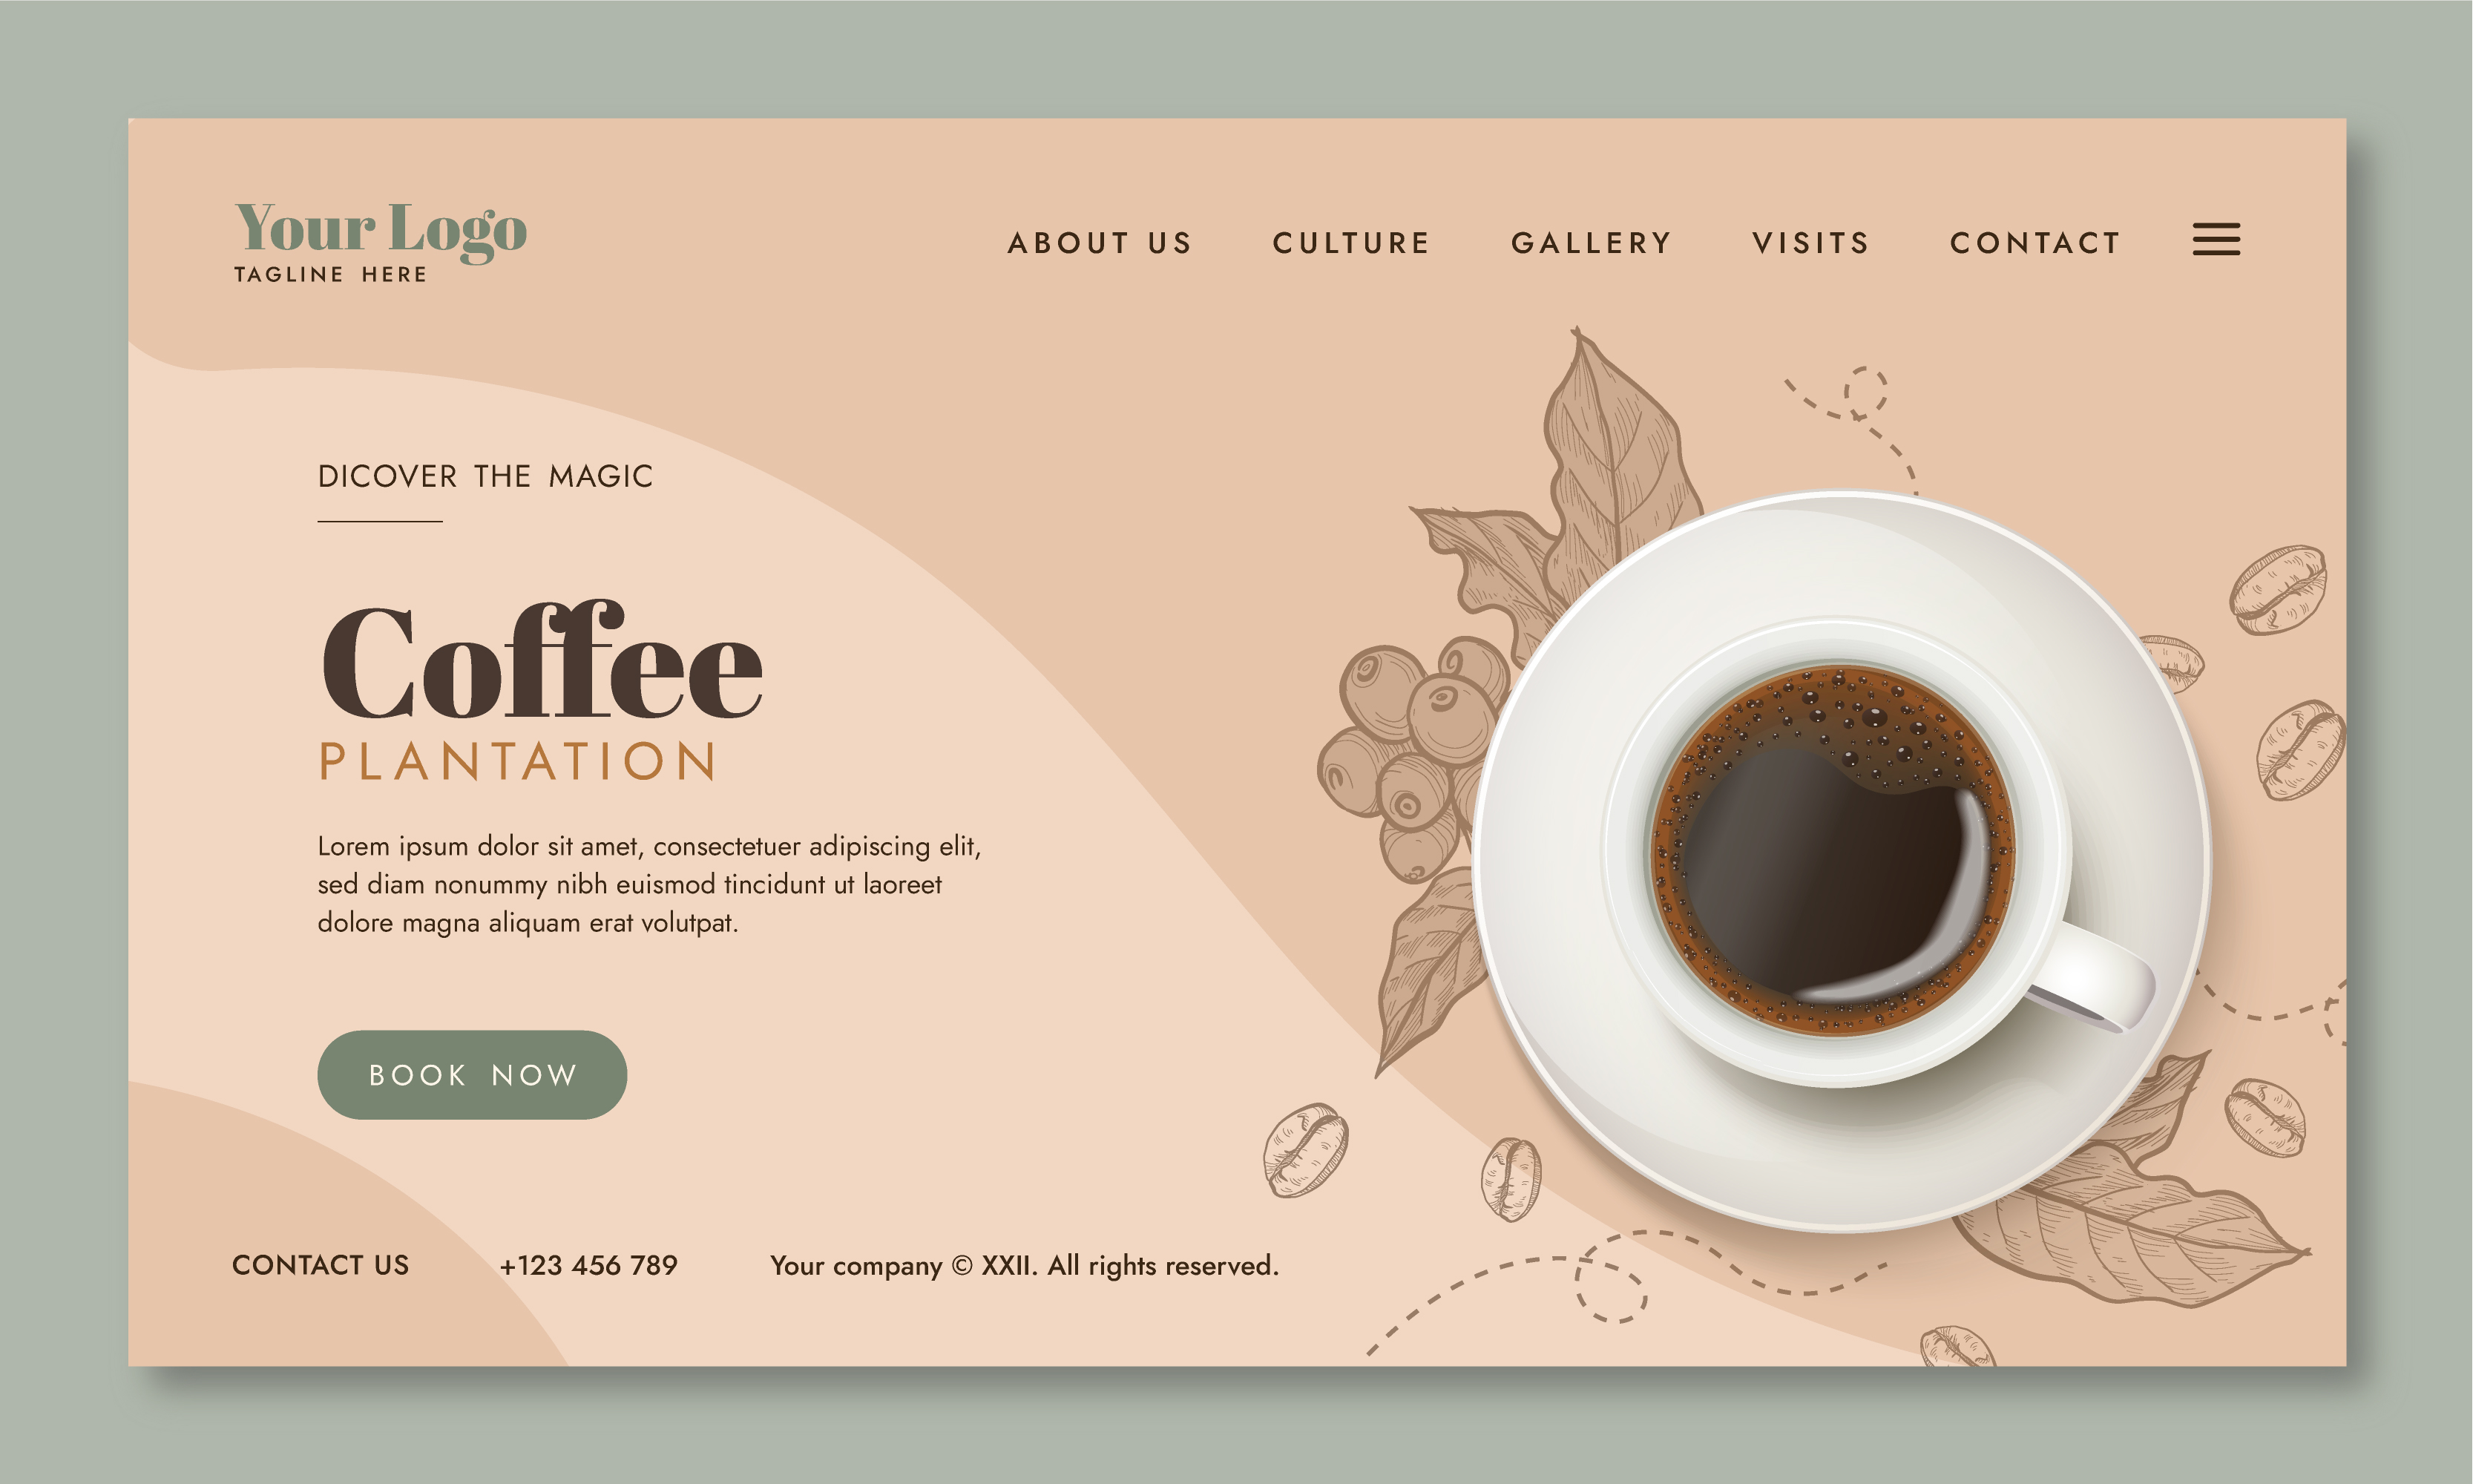 Your Logo
TAGLINE HERE
ABOUT US
CULTURE
GALLERY
VISITS
CONTACT
DICOVER THE MAGIC
Coffee
PLANTATION
Lorem ipsum dolor sit amet, consectetuer adipiscing elit,
sed diam nonummy nibh euismod tincidunt ut laoreet
dolore magna aliquam erat volutpat.
BOOK NOW
CONTACT US
+123 456 789
Your company © XXII. All rights reserved.